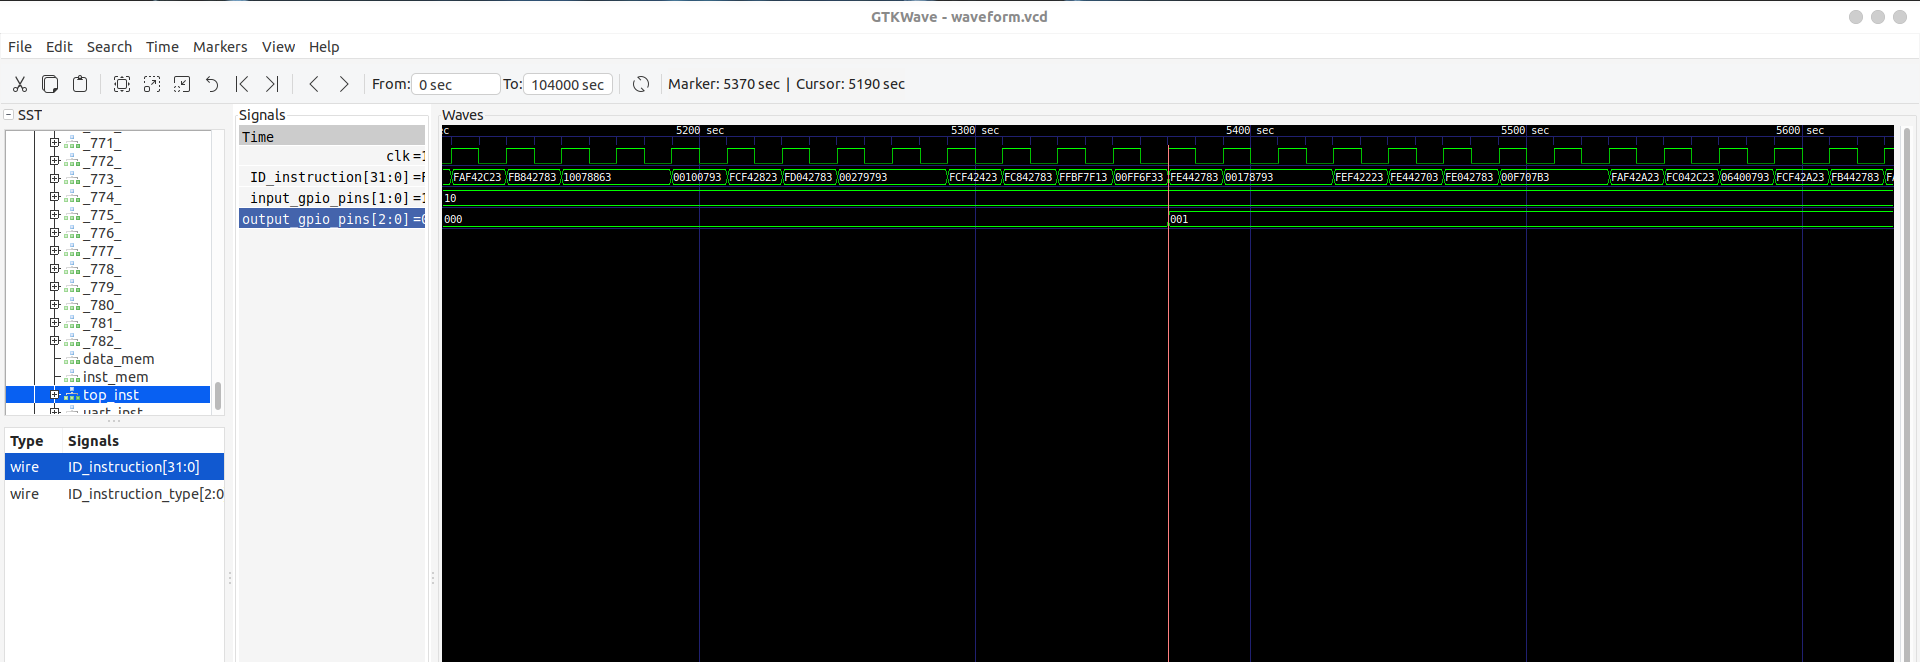 GTKWave - waveform.vcd
File Edit Search Time Markers View Help
From: 0 sec To: 104000 sec Marker: 5370 sec | Cursor: 5190 sec
SST
_771_
_772_
_773_
_774_
_775_
_776_
_777_
_778_
_779_
_780_
_781_
_782_
data_mem
inst_mem
top_inst
uart_inst
Type Signals
wire ID_instruction[31:0]
wire ID_instruction_type[2:0
Signals
Time
clk =1
ID_instruction[31:0] =F
input_gpio_pins[1:0] =1
output_gpio_pins[2:0] =0
Waves
ec 5200 sec 5300 sec 5400 sec 5500 sec 5600 sec
FAF42C23 FB842783 10078863 00100793 FCF42823 FD042783 00279793 FCF42423 FC842783 FFBF7F13 00FF6F33 FE442783 00178793 FEF42223 FE442703 FE042783 00F707B3 FAF42A23 FC042C23 06400793 FCF42A23 FB442783
10
000 001